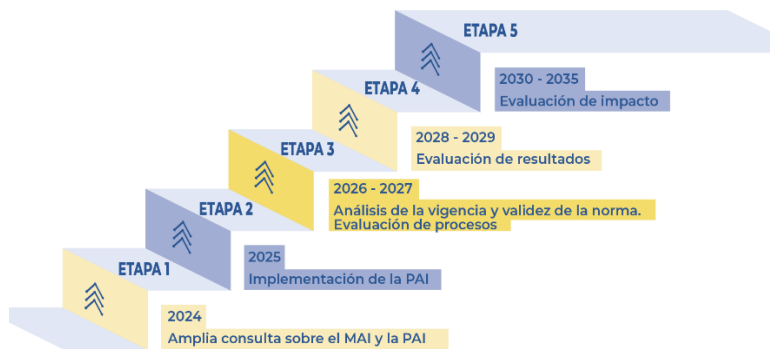 ETAPA 5
2030 - 2035
Evaluación de impacto
ETAPA 4
2028 - 2029
Evaluación de resultados
ETAPA 3
2026 - 2027
Análisis de la vigencia y validez de la norma.
Evaluación de procesos
ETAPA 2
2025
Implementación de la PAI
ETAPA 1
2024
Amplia consulta sobre el MAI y la PAI